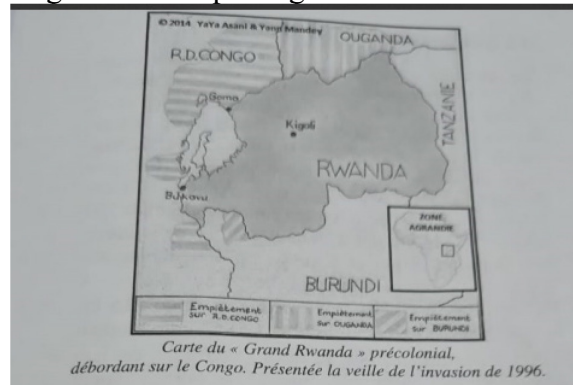 © 2014 YaYa Asani & Yang Mandey
OUGANDA
R.D.CONGO
Goma
TANZANIE
Kigali
RWANDA
Bukavu
ZONE
AGRANDIE
BURUNDI
Empiètement
sur R.D.CONGO
Empiètement
sur OUGANDA
Empiètement
sur BURUNDI
Carte du « Grand Rwanda » précolonial,
débordant sur le Congo. Présentée la veille de l'invasion de 1996.